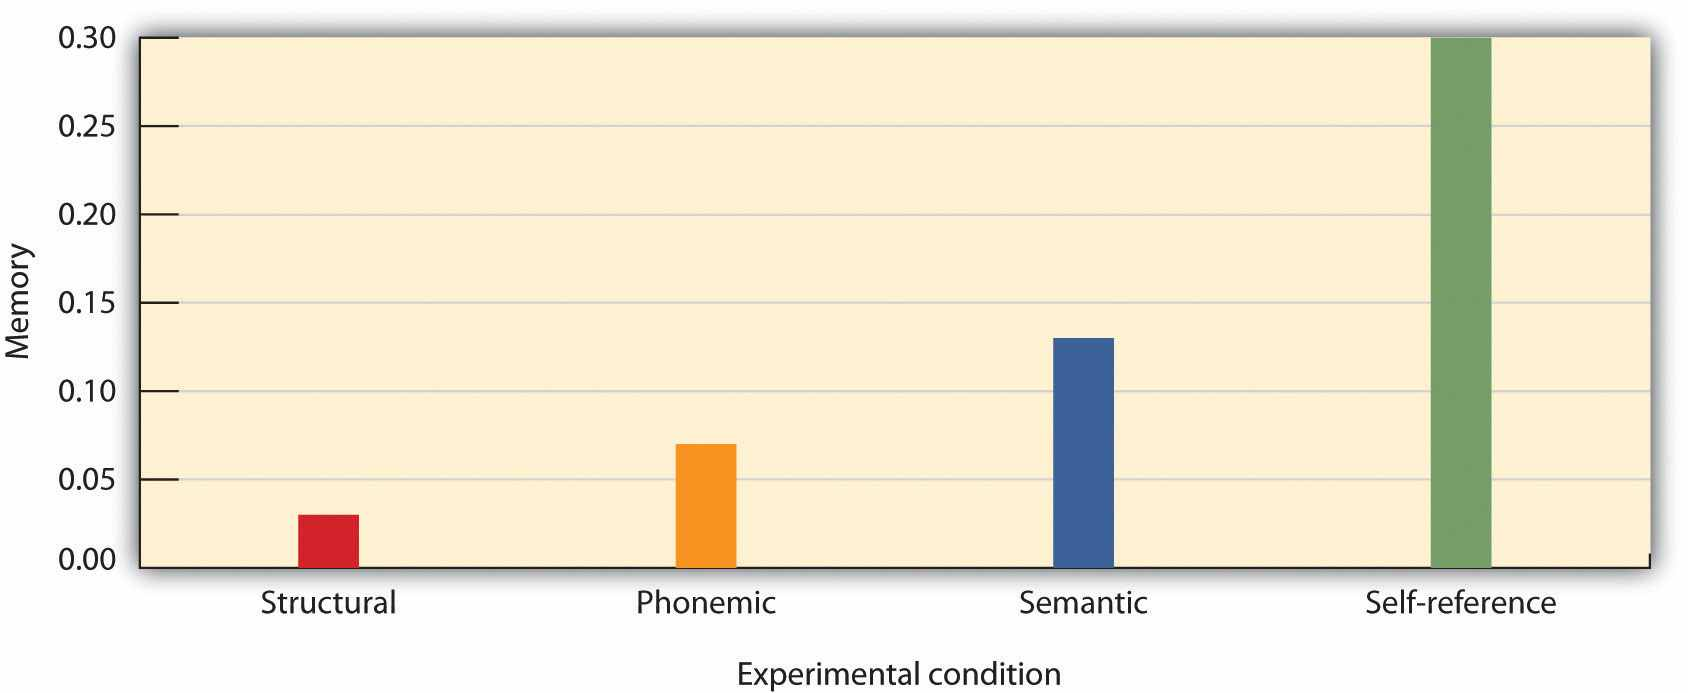 0.30
0.25
0.20
0.15
0.10
0.05
0.00
Memory
Structural Phonemic Semantic Self-reference
Experimental condition